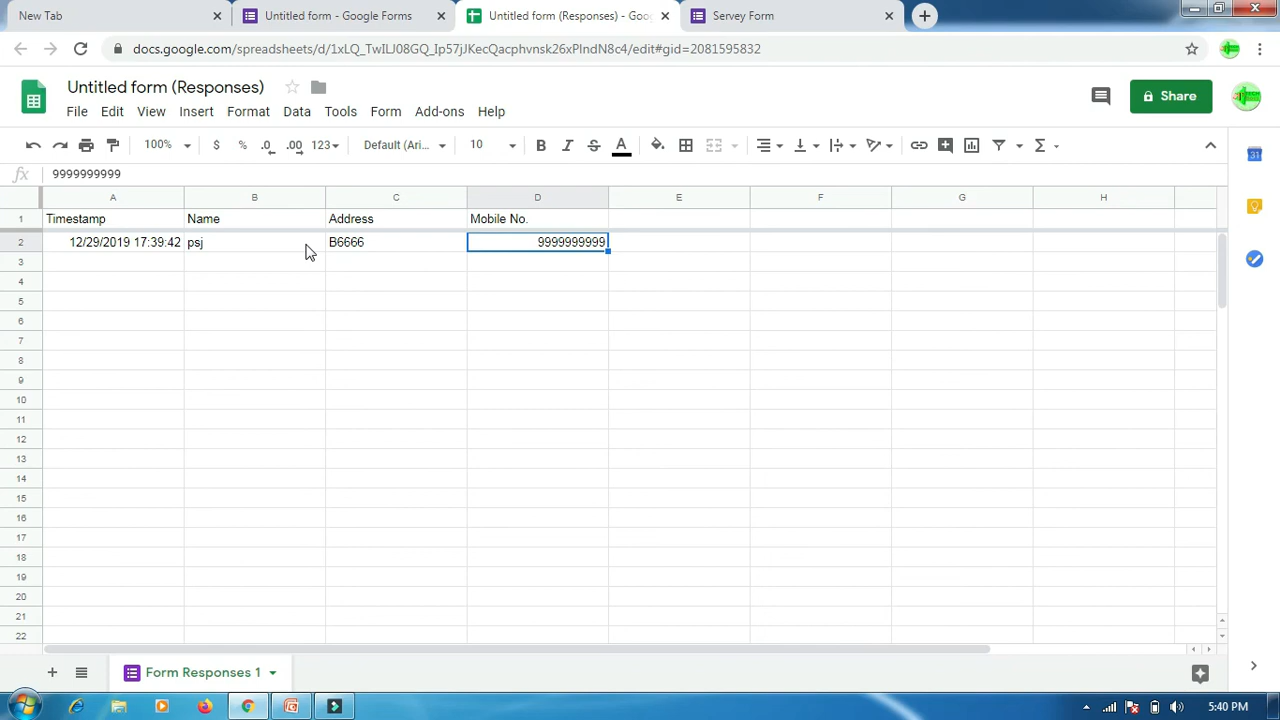 New Tab
Untitled form - Google Forms
Untitled form (Responses) - Goo
Servey Form
docs.google.com/spreadsheets/d/1xLQ_TwILJ08GQ_Ip57jJKecQacphvnsk26xPlndN8c4/edit#gid=2081595832
Untitled form (Responses)
File Edit View Insert Format Data Tools Form Add-ons Help
Share
100% $ % .0 .00 123 Default (Ari... 10 B I S A Σ
31
fx 9999999999
A B C D E F G H
1 Timestamp Name Address Mobile No.
2 12/29/2019 17:39:42 psj B6666 9999999999
3
4
5
6
7
8
9
10
11
12
13
14
15
16
17
18
19
20
21
22
Form Responses 1
5:40 PM